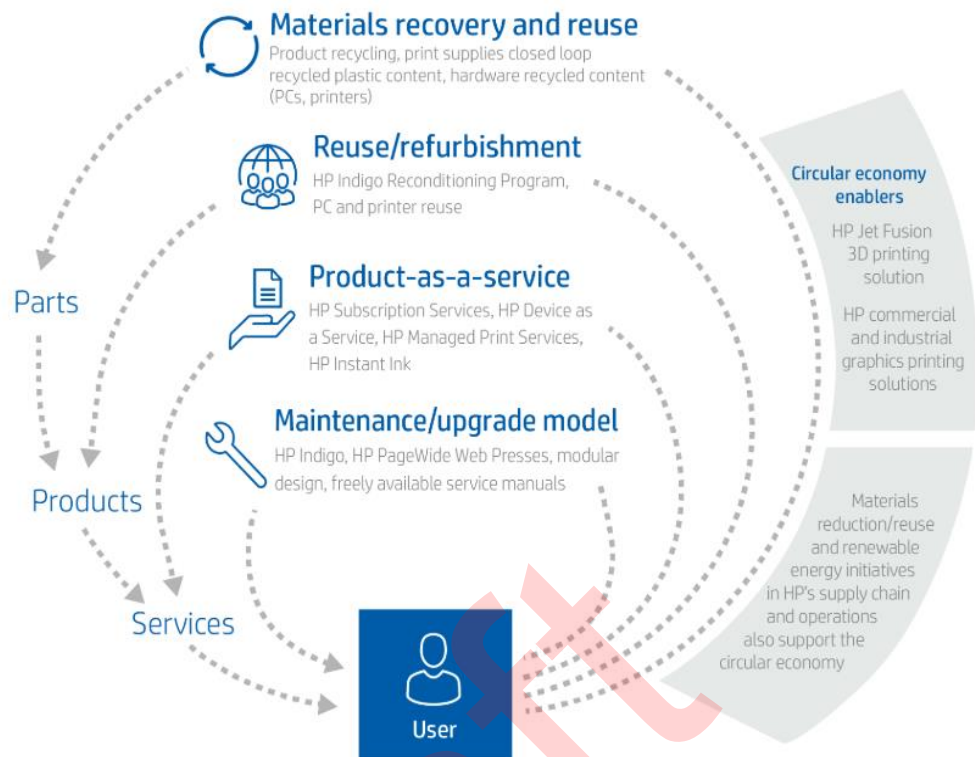 Materials recovery and reuse
Product recycling, print supplies closed loop
recycled plastic content, hardware recycled content
(PCs, printers)
Reuse/refurbishment
HP Indigo Reconditioning Program,
PC and printer reuse
Product-as-a-service
HP Subscription Services, HP Device as
a Service, HP Managed Print Services,
HP Instant Ink
Maintenance/upgrade model
HP Indigo, HP PageWide Web Presses, modular
design, freely available service manuals
Parts
Products
Services
User
Circular economy
enablers
HP Jet Fusion
3D printing
solution
HP commercial
and industrial
graphics printing
solutions
Materials
reduction/reuse
and renewable
energy initiatives
in HP's supply chain
and operations
also support the
circular economy